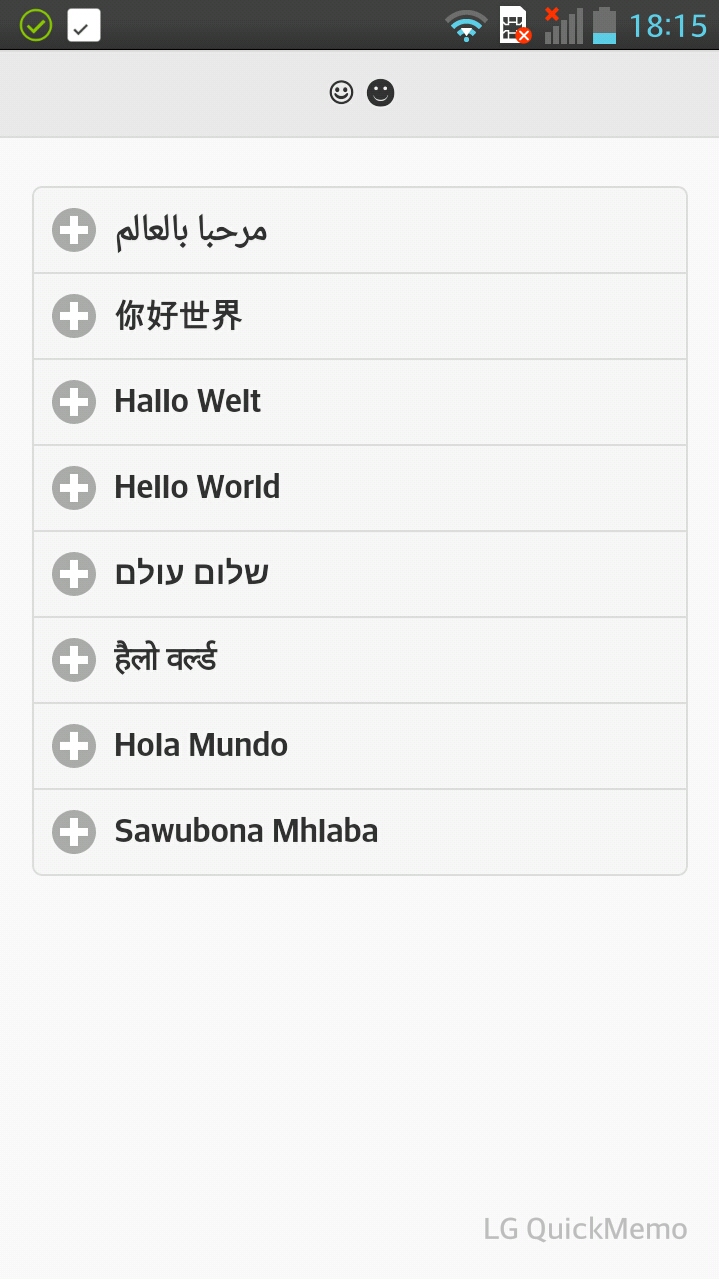 18:15
☺ ☻
مرحبا بالعالم
你好世界
Hallo Welt
Hello World
שלום עולם
हैलो वर्ल्ड
Hola Mundo
Sawubona Mhlaba
LG QuickMemo